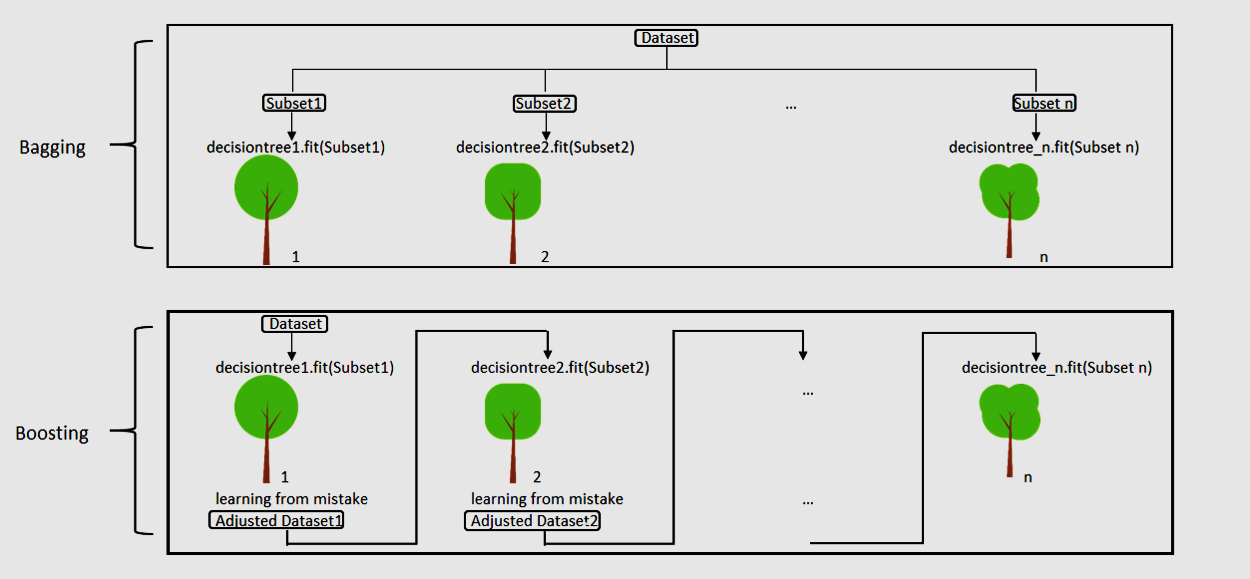 Bagging
Dataset
Subset1
Subset2
...
Subset n
decisiontree1.fit(Subset1)
decisiontree2.fit(Subset2)
decisiontree_n.fit(Subset n)
1
2
n
Boosting
Dataset
decisiontree1.fit(Subset1)
decisiontree2.fit(Subset2)
...
decisiontree_n.fit(Subset n)
1
2
n
learning from mistake
learning from mistake
...
Adjusted Dataset1
Adjusted Dataset2